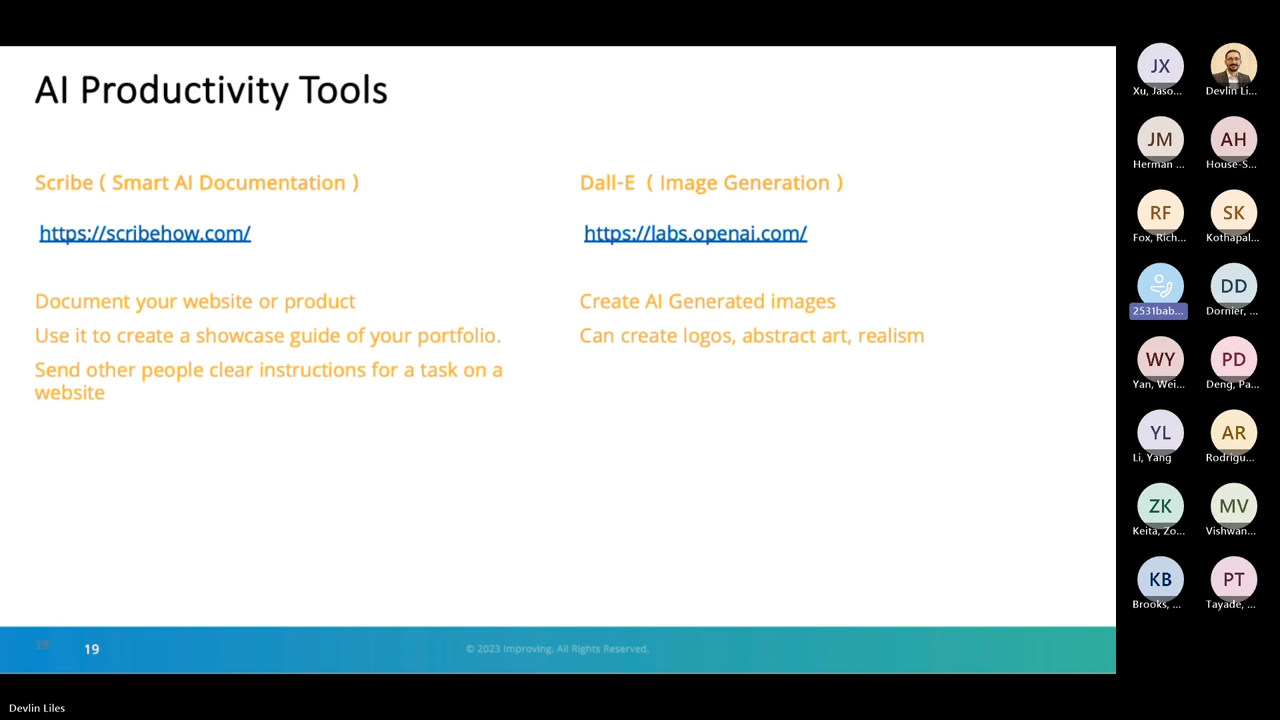 AI Productivity Tools
Scribe ( Smart AI Documentation )
https://scribehow.com/
Document your website or product
Use it to create a showcase guide of your portfolio.
Send other people clear instructions for a task on a
website
Dall-E ( Image Generation )
https://labs.openai.com/
Create AI Generated images
Can create logos, abstract art, realism
19
19
© 2023 Improving. All Rights Reserved.
Devlin Liles
JX
Xu, Jaso...
Devlin Li...
JM
Herman ...
AH
House-S...
RF
Fox, Rich...
SK
Kothapal...
2531bab...
DD
Dornier, ...
WY
Yan, Wei...
PD
Deng, Pa...
YL
Li, Yang
AR
Rodrigu...
ZK
Keita, Zo...
MV
Vishwan...
KB
Brooks, ...
PT
Tayade, ...